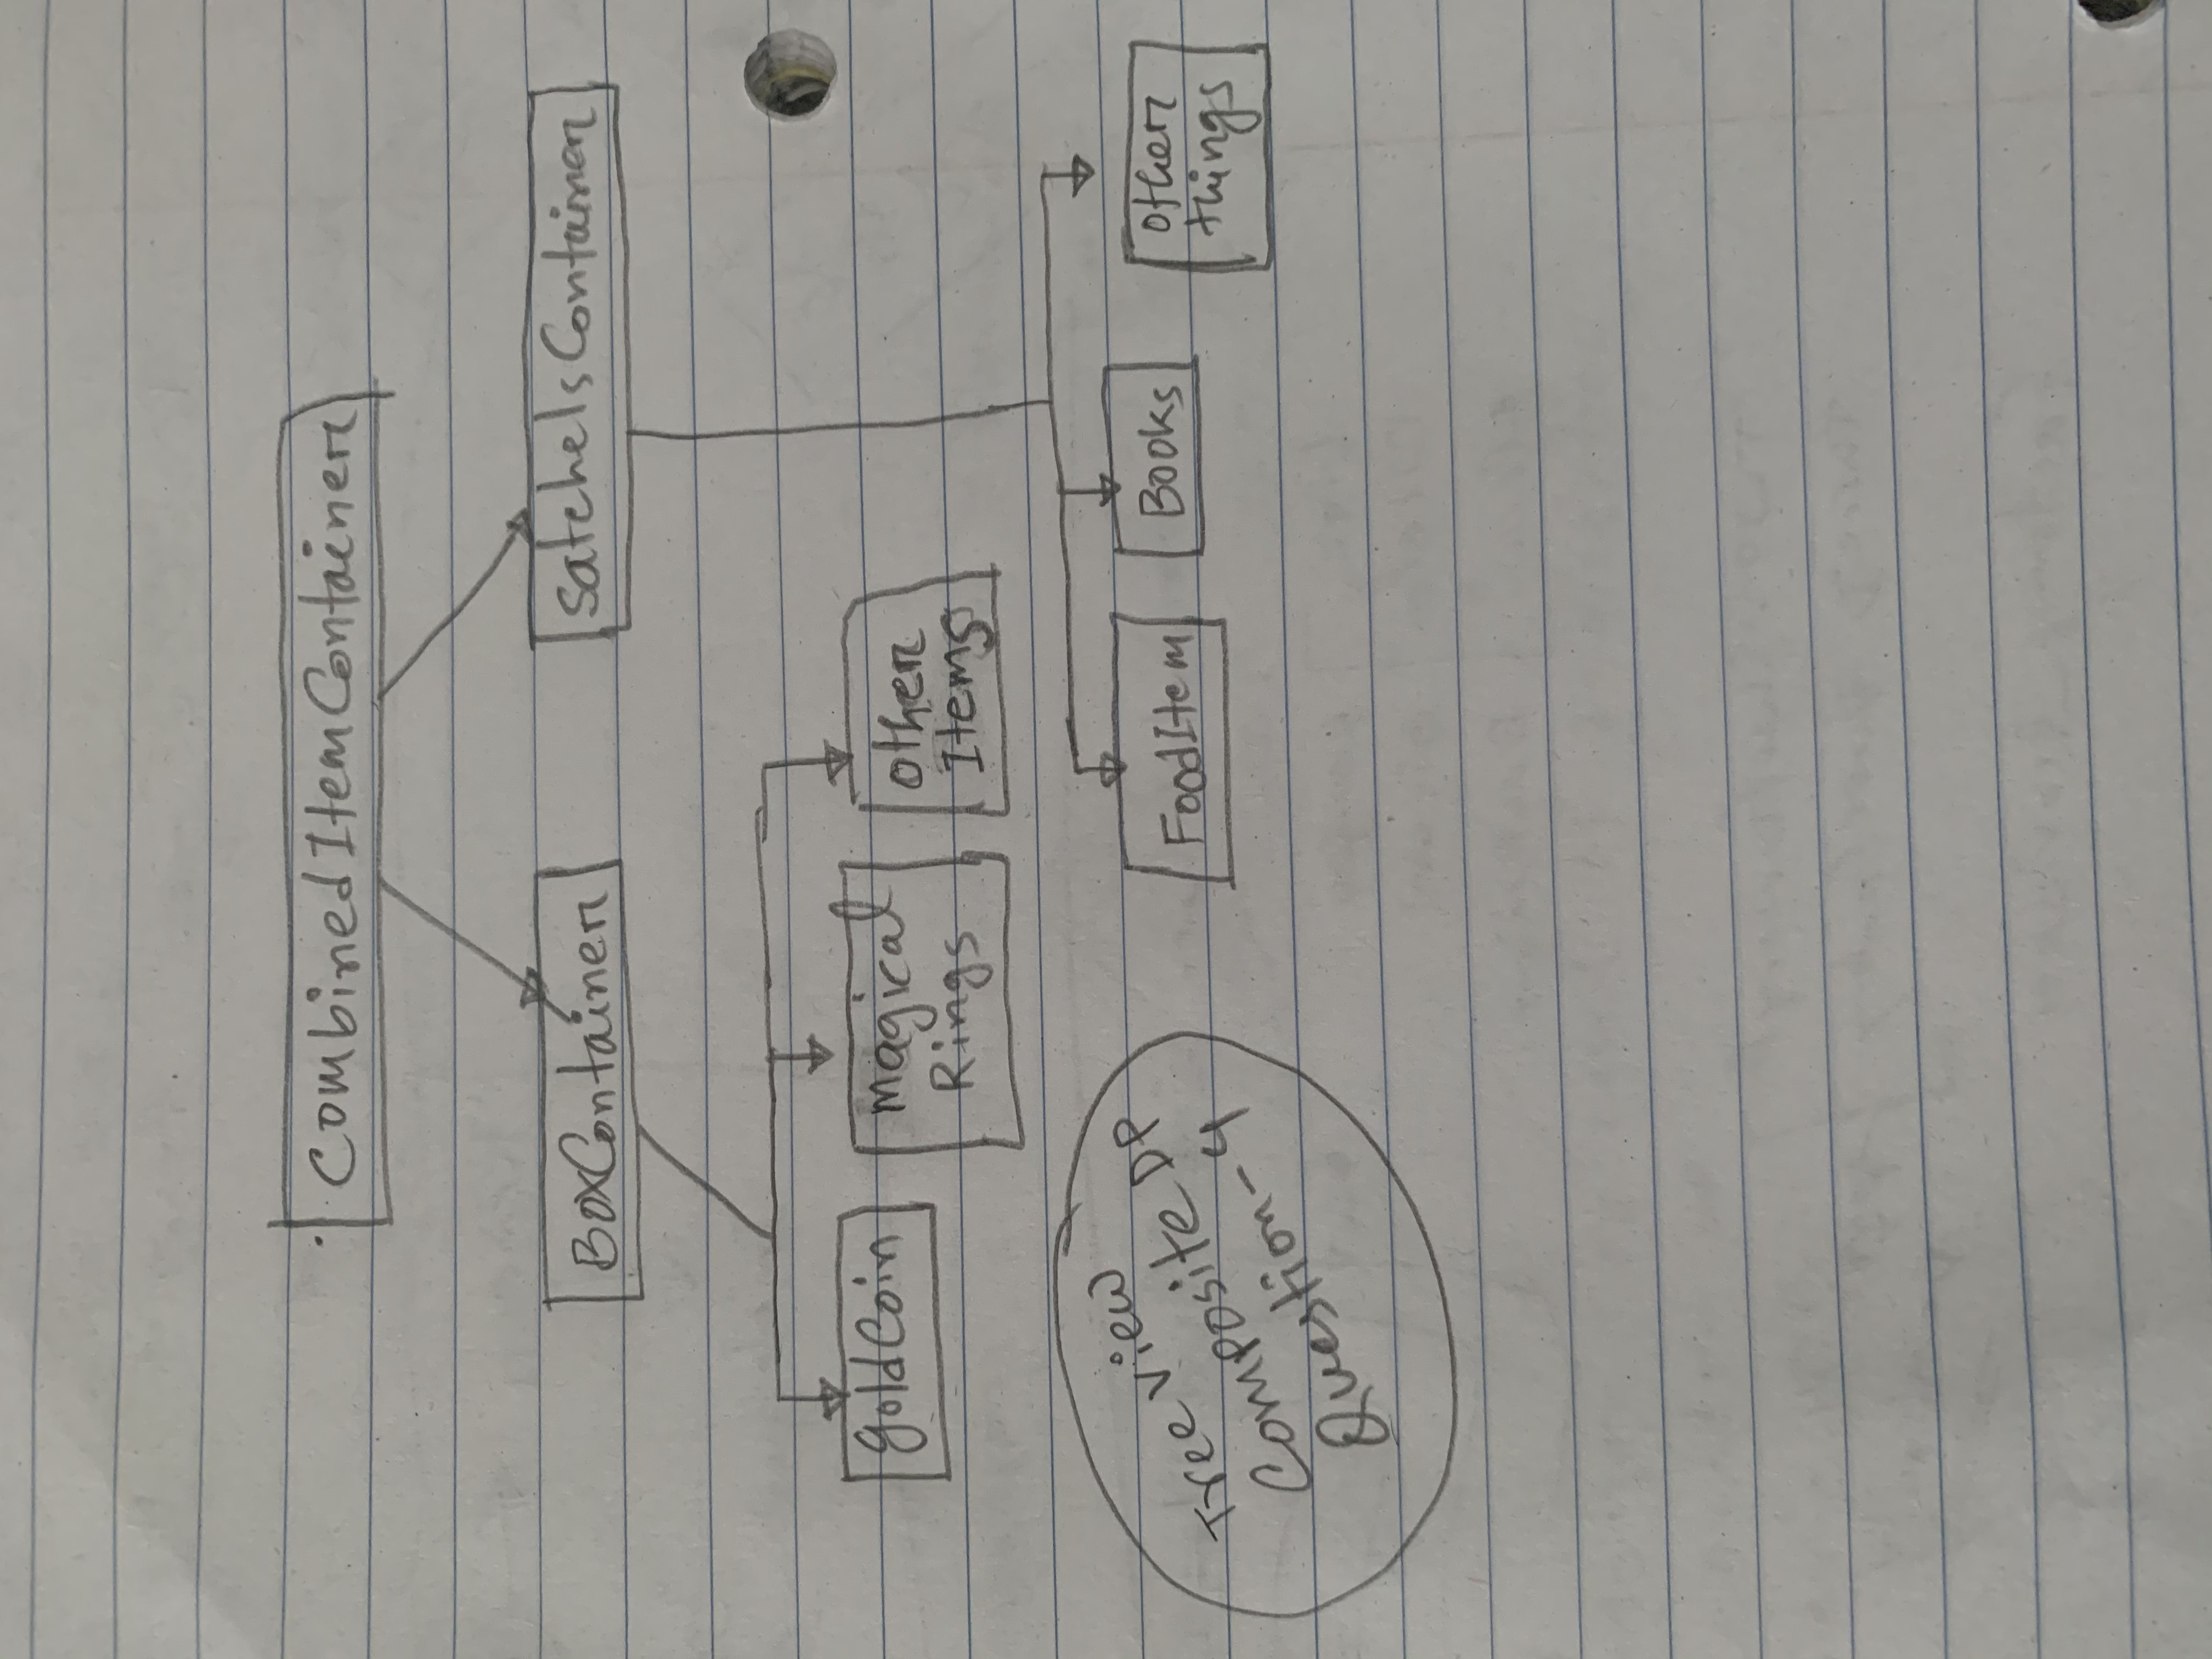 CombinedItemContainer
BoxContainer
SatchelsContainer
goldCoin
magical
Rings
other
Items
FoodItem
Books
other
things
Tree view
Composite DP
Question-4